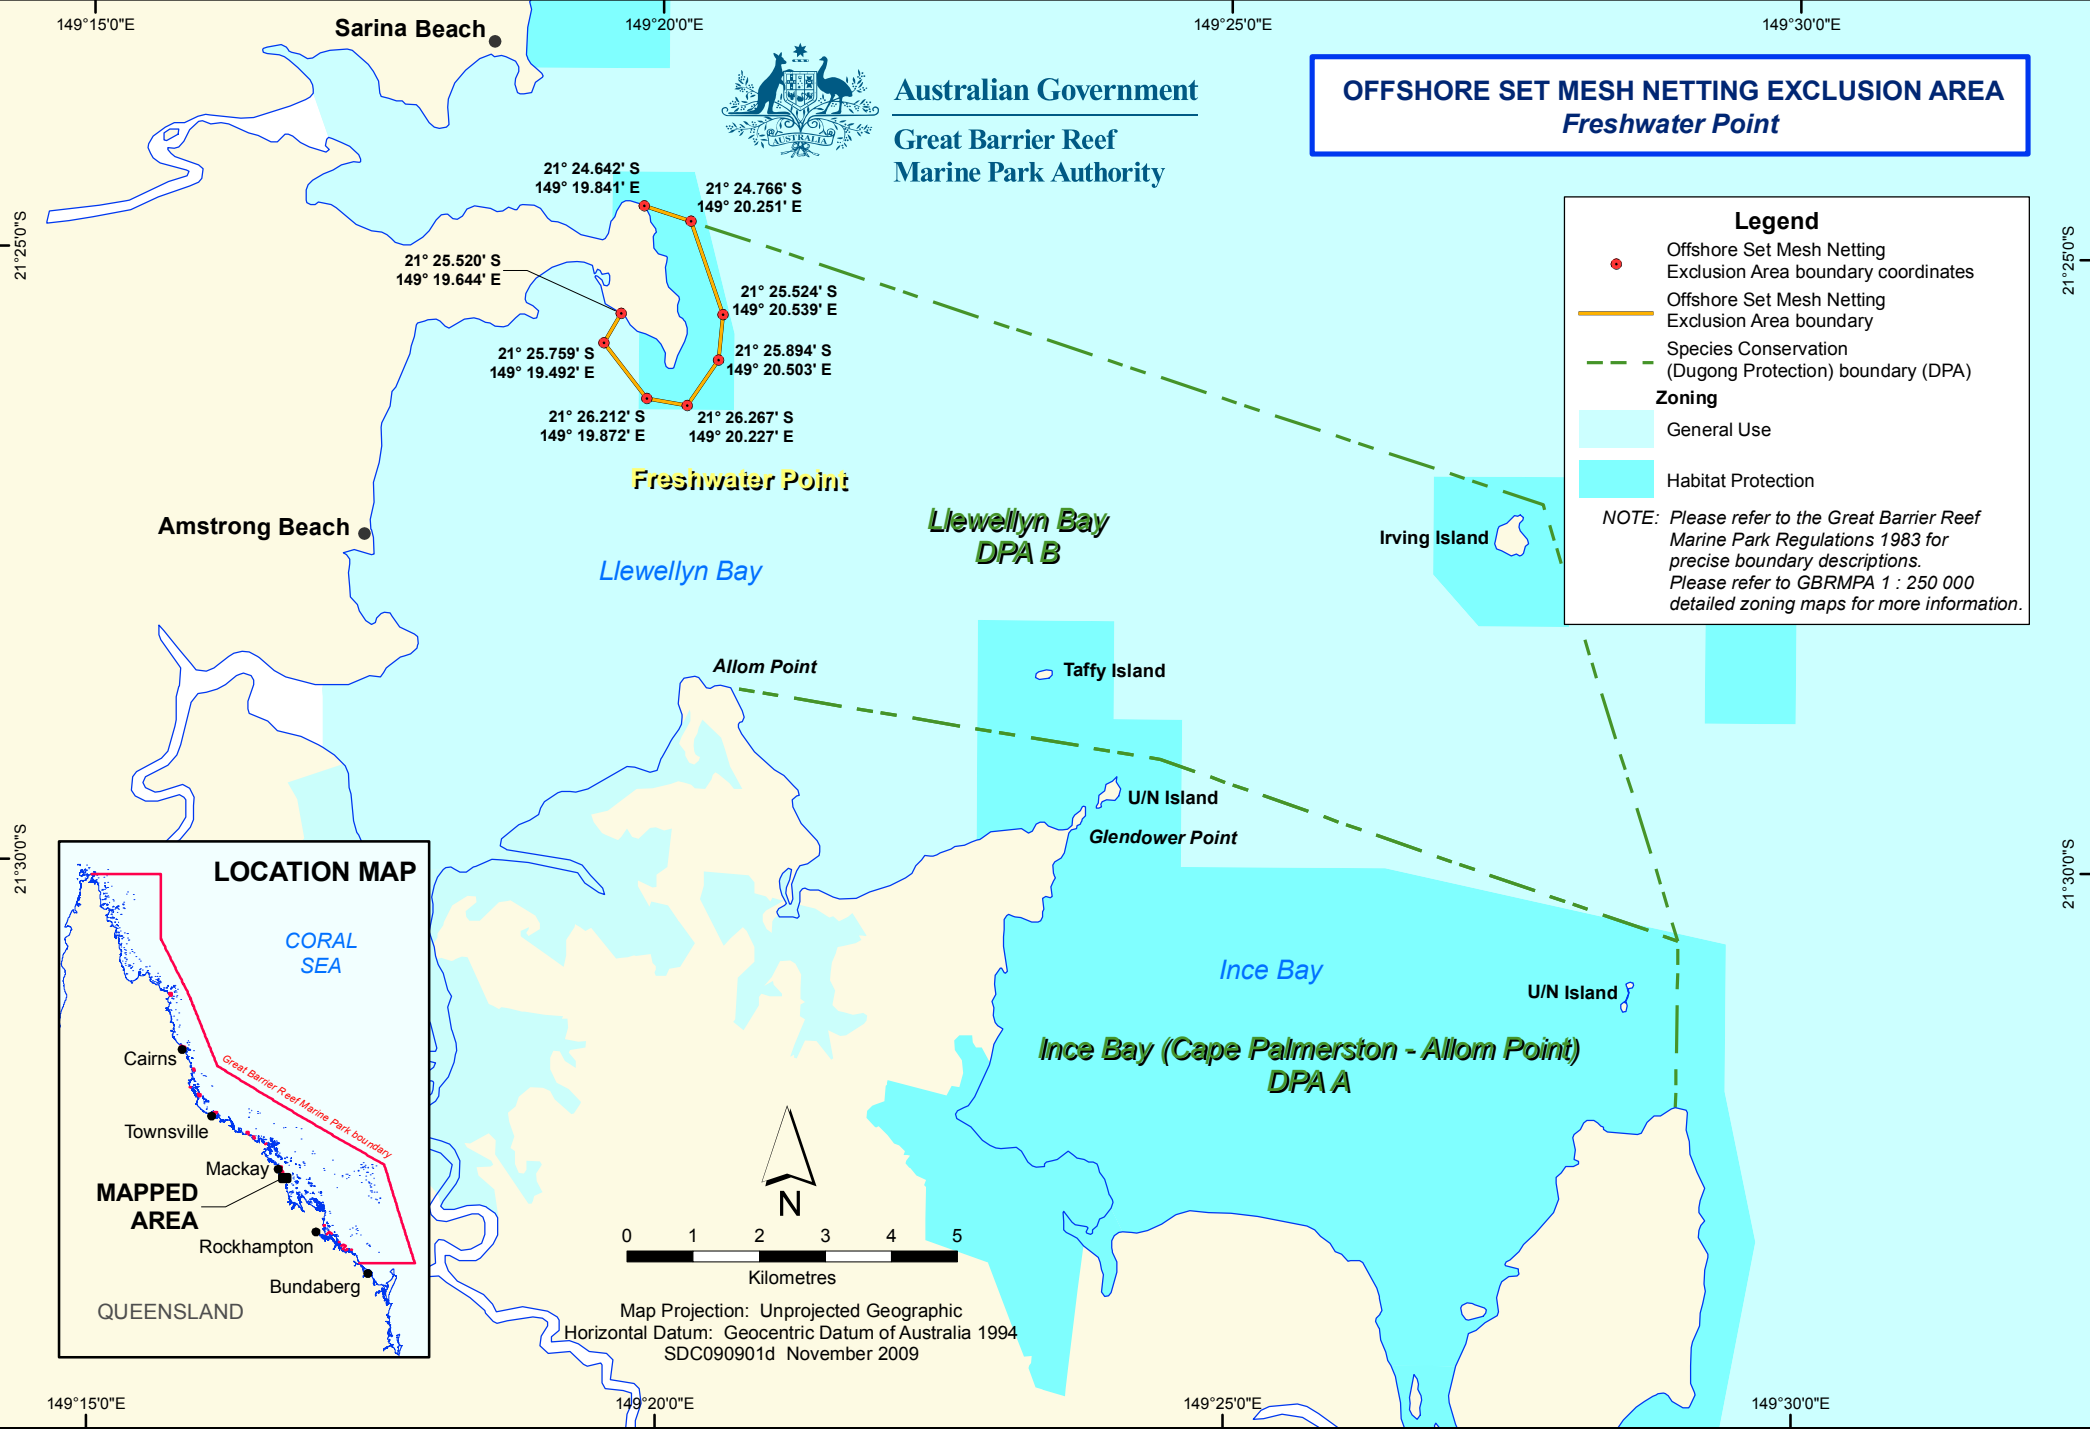 149°15'0"E
149°20'0"E
149°25'0"E
149°30'0"E
Sarina Beach
AUSTRALIA
Australian Government
Great Barrier Reef
Marine Park Authority
OFFSHORE SET MESH NETTING EXCLUSION AREA
Freshwater Point
21° 24.642' S
149° 19.841' E
21° 24.766' S
149° 20.251' E
21°25'0"S
21°25'0"S
21° 25.520' S
149° 19.644' E
21° 25.524' S
149° 20.539' E
21° 25.759' S
149° 19.492' E
21° 25.894' S
149° 20.503' E
21° 26.212' S
149° 19.872' E
21° 26.267' S
149° 20.227' E
Legend
Offshore Set Mesh Netting
Exclusion Area boundary coordinates
Offshore Set Mesh Netting
Exclusion Area boundary
Species Conservation
(Dugong Protection) boundary (DPA)
Zoning
General Use
Habitat Protection
NOTE: Please refer to the Great Barrier Reef
Marine Park Regulations 1983 for
precise boundary descriptions.
Please refer to GBRMPA 1 : 250 000
detailed zoning maps for more information.
Freshwater Point
Amstrong Beach
Llewellyn Bay
DPA B
Llewellyn Bay
Irving Island
Allom Point
Taffy Island
U/N Island
Glendower Point
21°30'0"S
21°30'0"S
Ince Bay
U/N Island
Ince Bay (Cape Palmerston - Allom Point)
DPA A
LOCATION MAP
CORAL
SEA
Cairns
Great Barrier Reef Marine Park boundary
Townsville
Mackay
MAPPED
AREA
Rockhampton
Bundaberg
QUEENSLAND
N
0 1 2 3 4 5
Kilometres
Map Projection: Unprojected Geographic
Horizontal Datum: Geocentric Datum of Australia 1994
SDC090901d November 2009
149°15'0"E
149°20'0"E
149°25'0"E
149°30'0"E